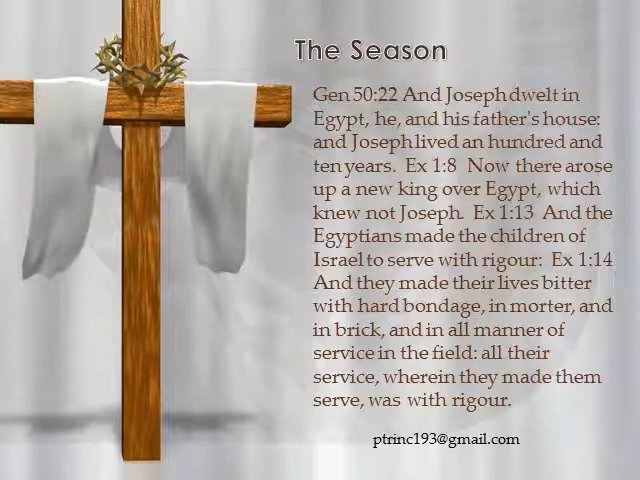 The Season
Gen 50:22 And Joseph dwelt in
Egypt, he, and his father's house:
and Joseph lived an hundred and
ten years.  Ex 1:8  Now there arose
up a new king over Egypt, which
knew not Joseph.  Ex 1:13  And the
Egyptians made the children of
Israel to serve with rigour:  Ex 1:14
And they made their lives bitter
with hard bondage, in morter, and
in brick, and in all manner of
service in the field: all their
service, wherein they made them
serve, was with rigour.
ptrinc193@gmail.com